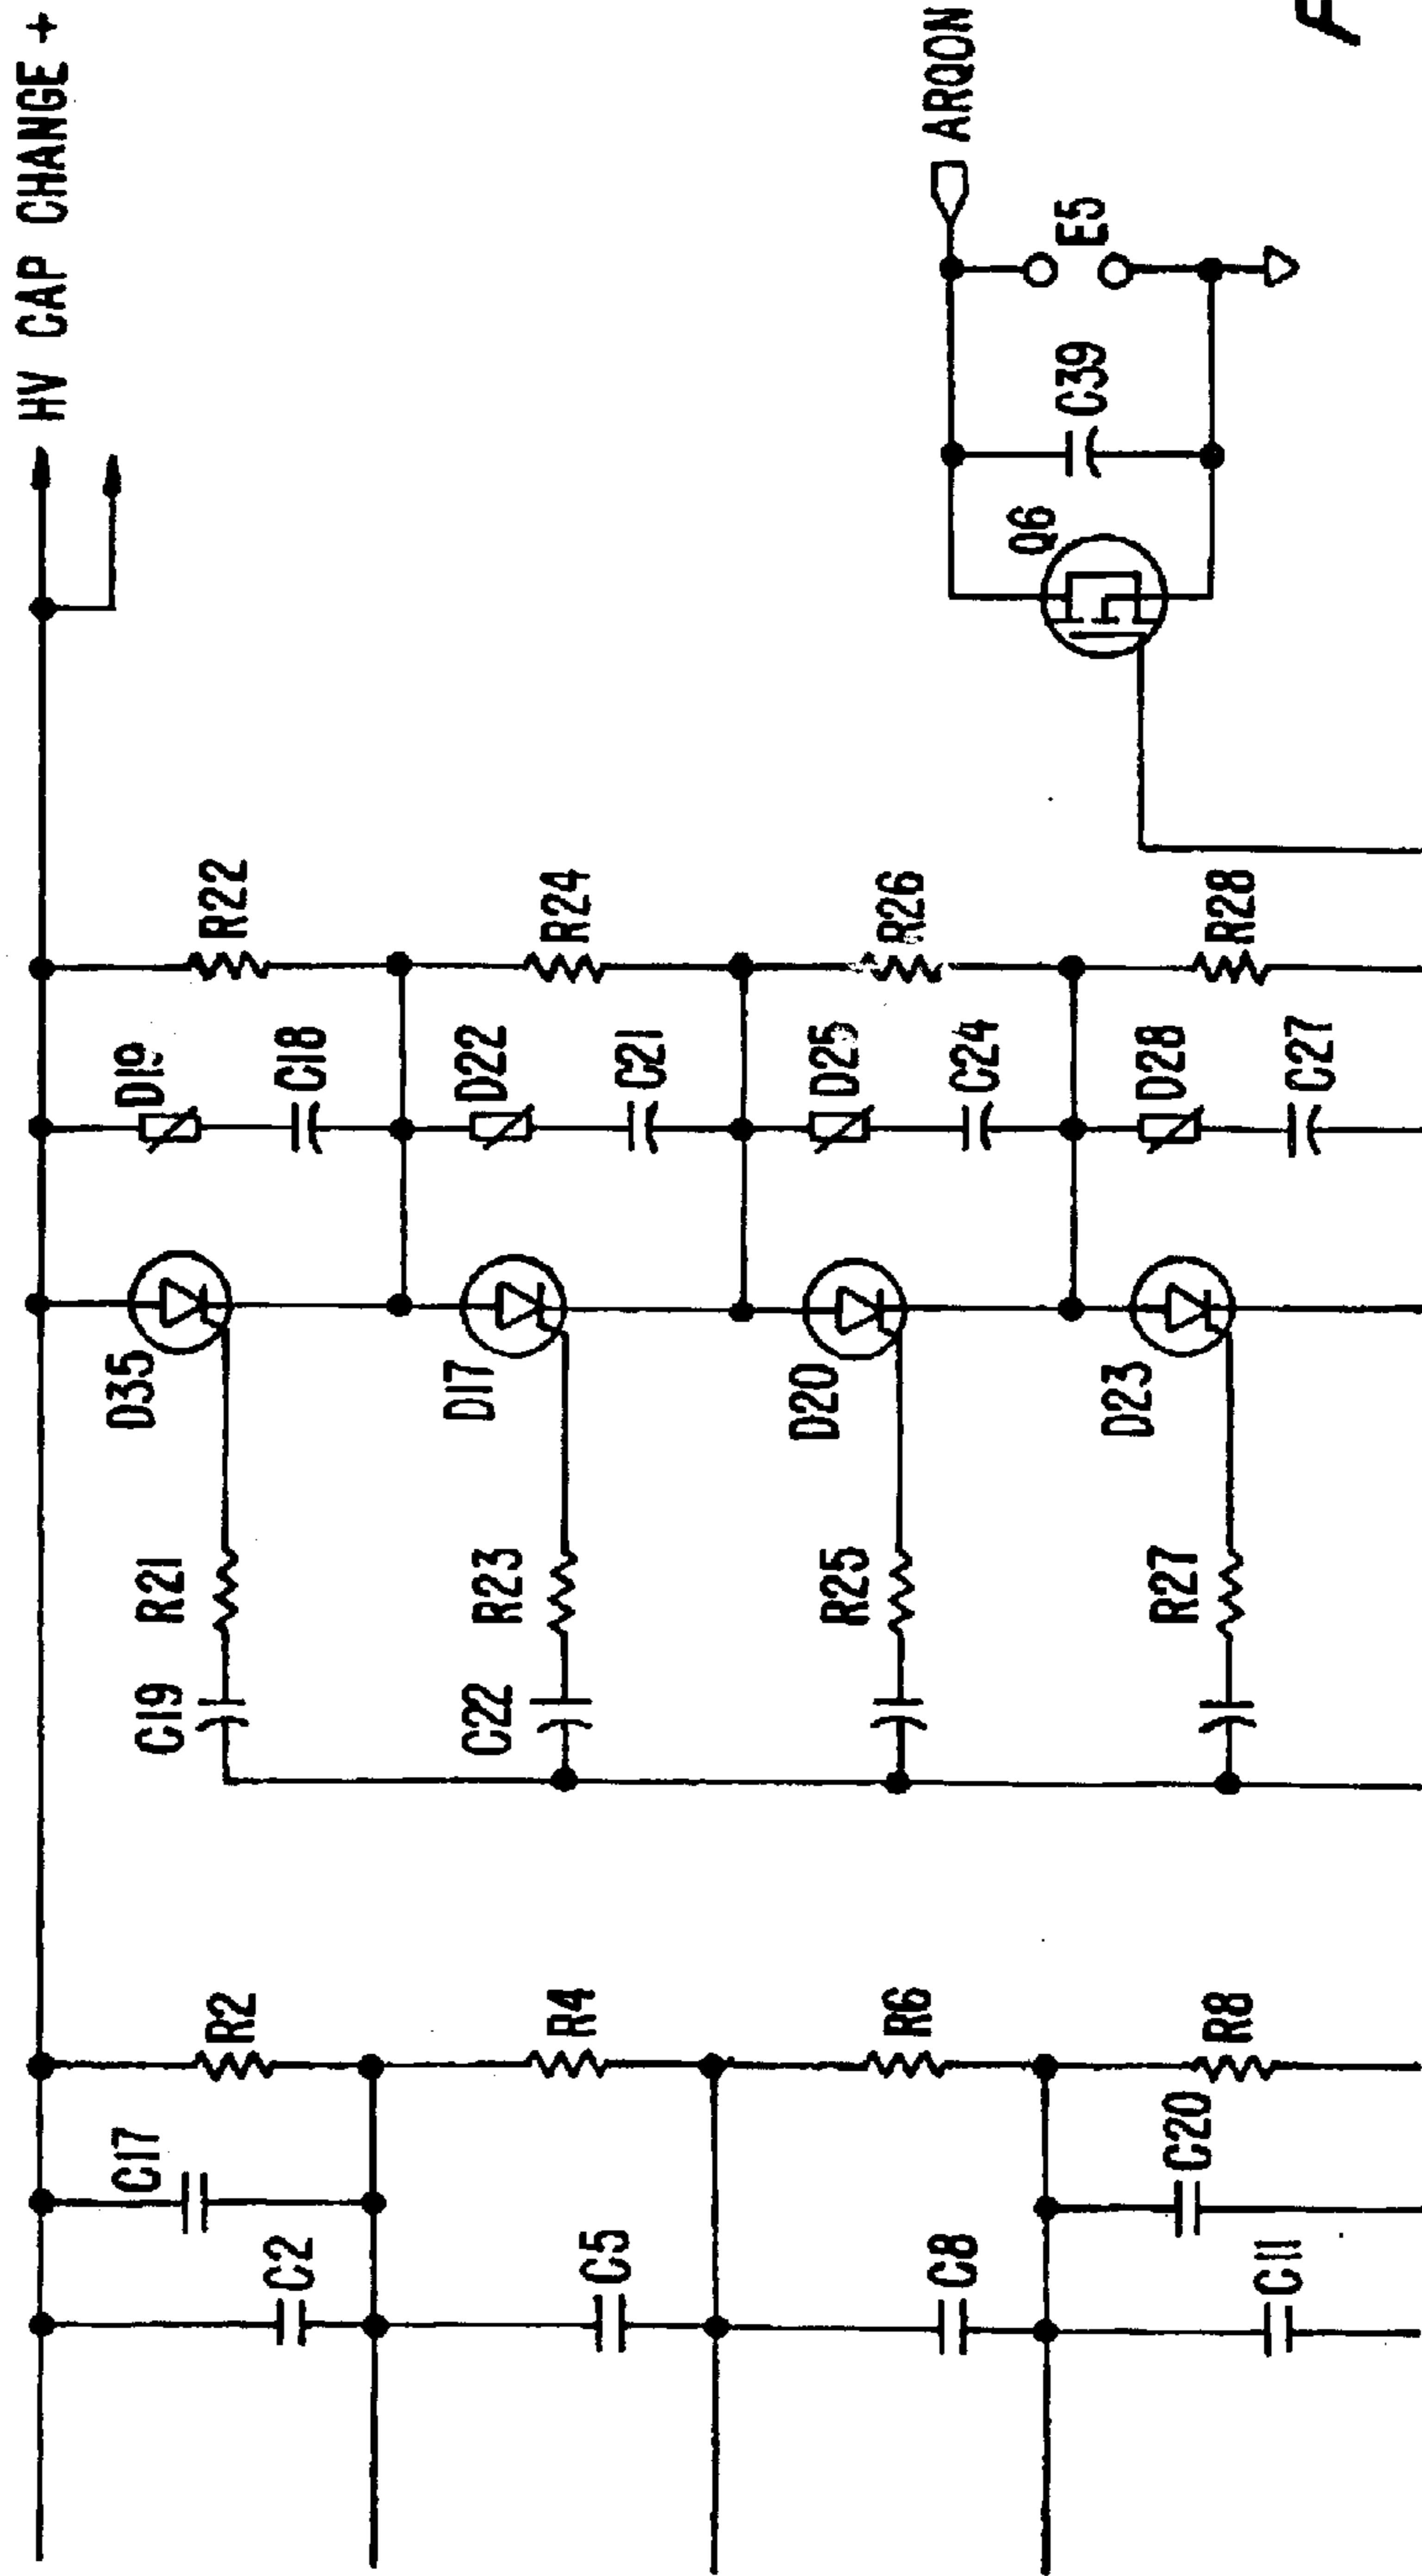 HV CAP CHANGE +
C17
C19 R21
D35
D19
R2
R22
C2
C18
C22 R23
D17
D22
R4
R24
C5
C21
R25
D20
D25
R6
R26
C8
C24
ARQON
Q6
C39
E5
C20
R27
D23
D28
R8
R28
C11
C27